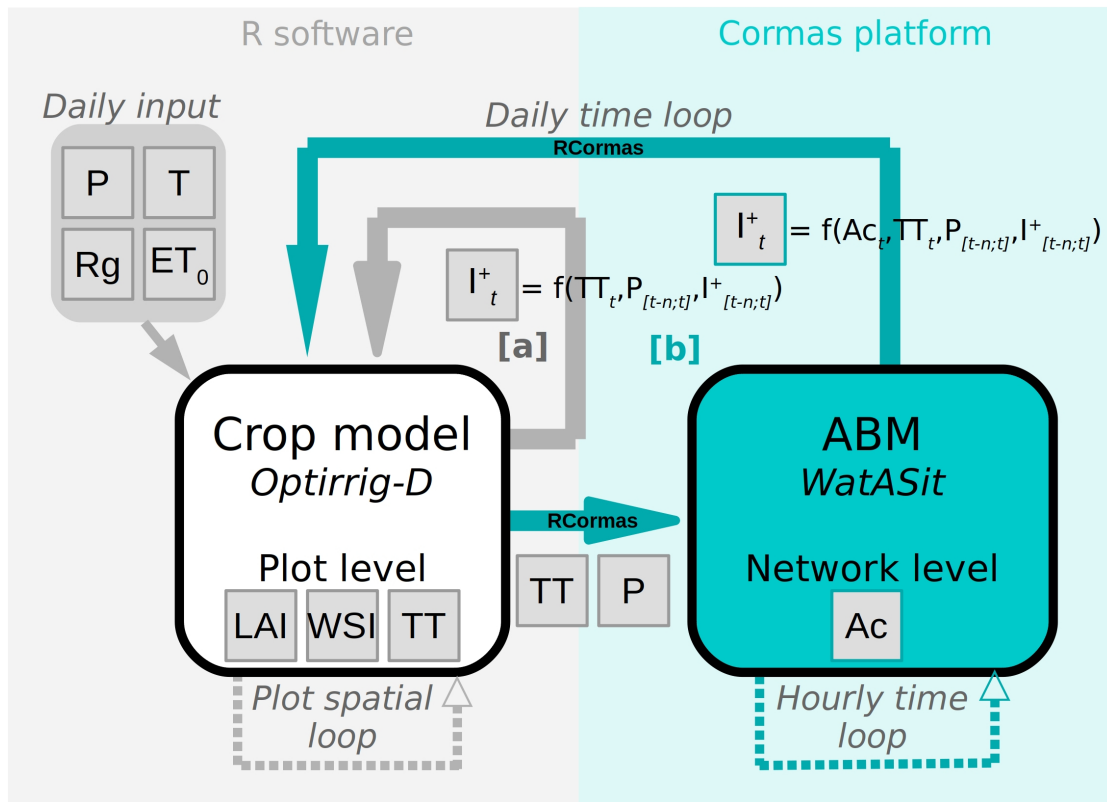 R software
Cormas platform
Daily input
P
T
Rg
ET0
Daily time loop
RCormas
I+t = f(Act,TTt,P[t-n;t],I+[t-n;t])
I+t = f(TTt,P[t-n;t],I+[t-n;t])
[a]
[b]
Crop model
Optirrig-D
Plot level
LAI
WSI
TT
RCormas
TT
P
ABM
WatASit
Network level
Ac
Plot spatial
loop
Hourly time
loop